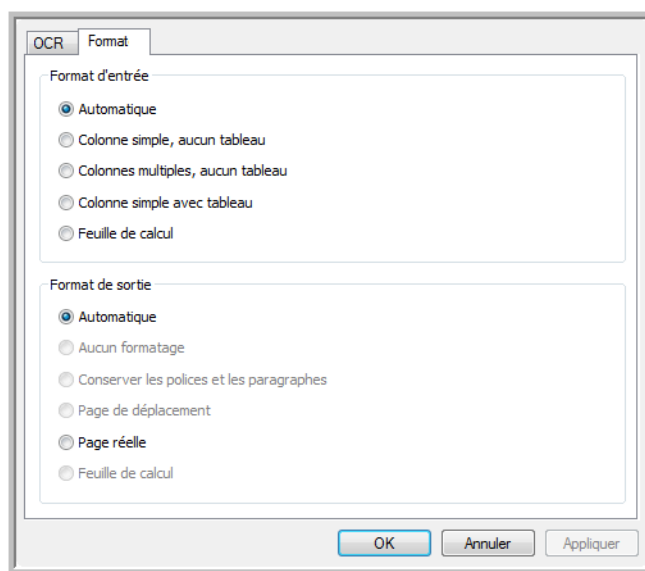 OCR
Format
Format d'entrée
Automatique
Colonne simple, aucun tableau
Colonnes multiples, aucun tableau
Colonne simple avec tableau
Feuille de calcul
Format de sortie
Automatique
Aucun formatage
Conserver les polices et les paragraphes
Page de déplacement
Page réelle
Feuille de calcul
OK
Annuler
Appliquer